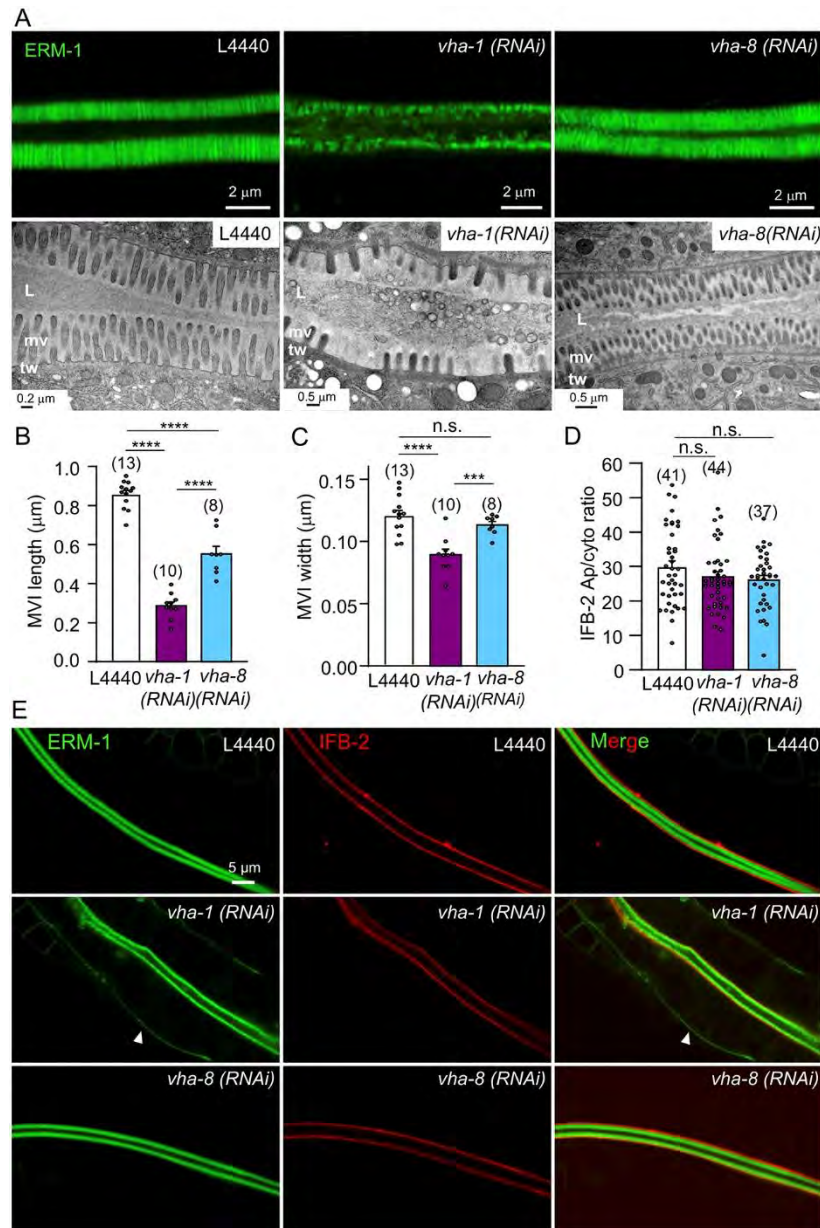 A
ERM-1 L4440
vha-1 (RNAi)
vha-8 (RNAi)
2 μm
2 μm
2 μm
L4440
vha-1(RNAi)
vha-8(RNAi)
L
mv
tw
0.2 μm
L
mv
tw
0.5 μm
L
mv
tw
0.5 μm
B
****
****
****
(13)
(10)
(8)
MVI length (μm)
1.0
0.8
0.6
0.4
0.2
0.0
L4440 vha-1 vha-8
(RNAi)(RNAi)
C
n.s.
****
***
(13)
(10)
(8)
MVI width (μm)
0.15
0.10
0.05
0.00
L4440 vha-1 vha-8
(RNAi)(RNAi)
D
n.s.
n.s.
(41)
(44)
(37)
IFB-2 Ap/cyto ratio
60
50
40
30
20
10
0
L4440 vha-1 vha-8
(RNAi)(RNAi)
E
ERM-1 L4440
IFB-2 L4440
Merge L4440
5 μm
vha-1 (RNAi)
vha-1 (RNAi)
vha-1 (RNAi)
vha-8 (RNAi)
vha-8 (RNAi)
vha-8 (RNAi)